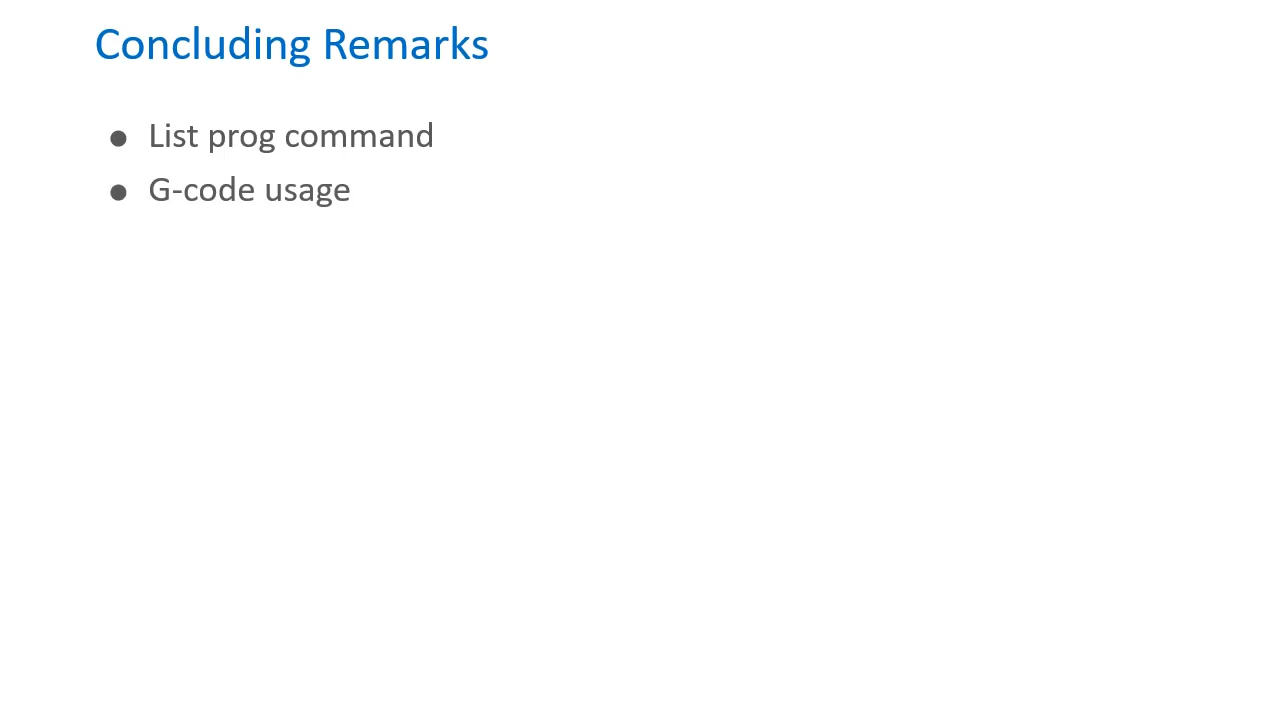 Concluding Remarks
● List prog command
● G-code usage